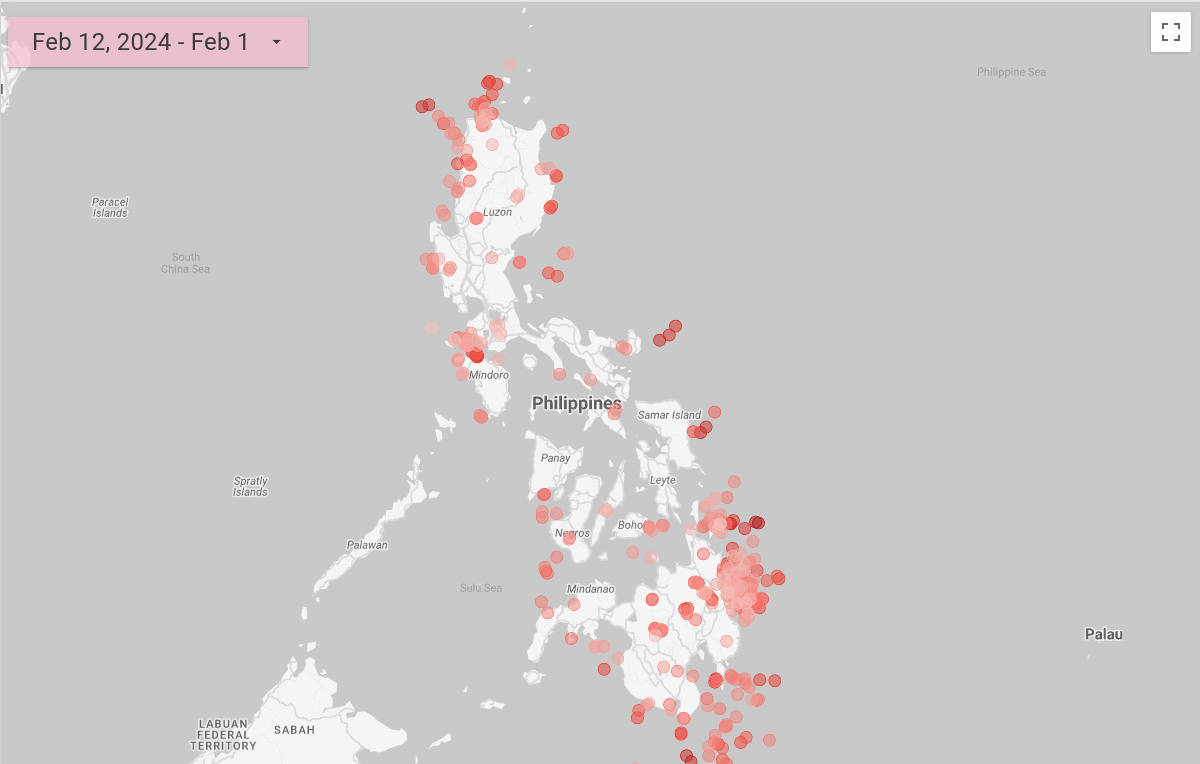 Feb 12, 2024 - Feb 1
Philippine Sea
Paracel
Islands
Luzon
South
China Sea
Mindoro
Philippines
Samar Island
Panay
Spratly
Islands
Leyte
Negros
Palawan
Sulu Sea
Mindanao
Palau
LABUAN
FEDERAL
TERRITORY
SABAH